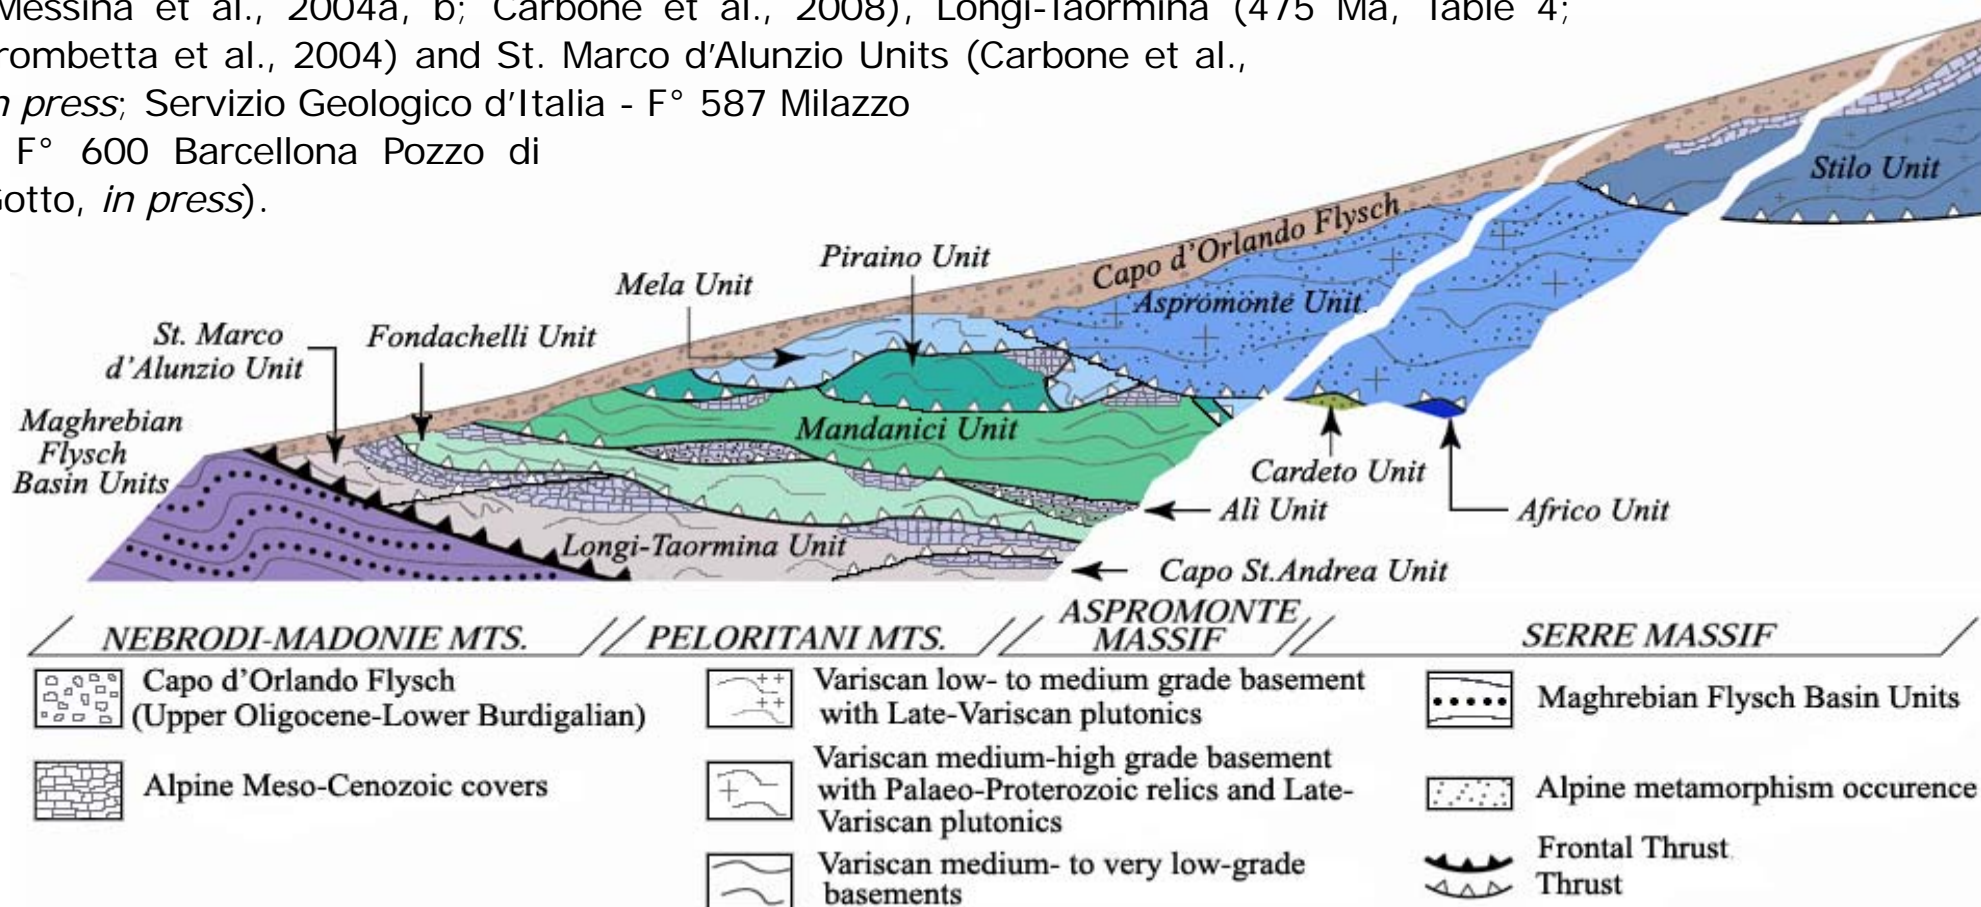 Messina et al., 2004a, b; Carbone et al., 2008), Longi-Taormina (475 Ma, Table 4;
rombetta et al., 2004) and St. Marco d'Alunzio Units (Carbone et al.,
n press; Servizio Geologico d'Italia - F° 587 Milazzo
F° 600 Barcellona Pozzo di
Gotto, in press).
Stilo Unit
Capo d'Orlando Flysch
Piraino Unit
Mela Unit
Aspromonte Unit
St. Marco
d'Alunzio Unit
Fondachelli Unit
Maghrebian
Flysch
Basin Units
Mandanici Unit
Cardeto Unit
Alì Unit
Africo Unit
Longi-Taormina Unit
Capo St.Andrea Unit
NEBRODI-MADONIE MTS.
PELORITANI MTS.
ASPROMONTE
MASSIF
SERRE MASSIF
Capo d'Orlando Flysch
(Upper Oligocene-Lower Burdigalian)
Alpine Meso-Cenozoic covers
Variscan low- to medium grade basement
with Late-Variscan plutonics
Variscan medium-high grade basement
with Palaeo-Proterozoic relics and Late-
Variscan plutonics
Variscan medium- to very low-grade
basements
Maghrebian Flysch Basin Units
Alpine metamorphism occurence
Frontal Thrust
Thrust